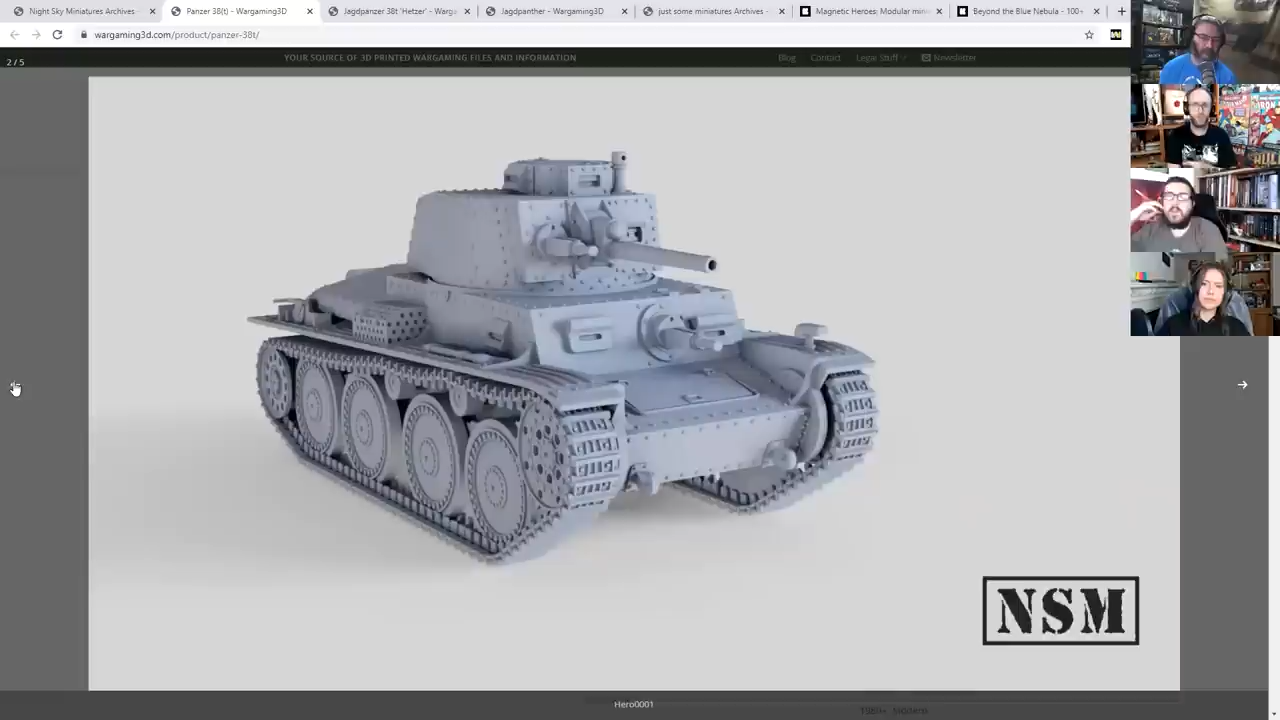 Night Sky Miniatures Archives
Panzer 38(t) - Wargaming3D
Jagdpanzer 38t 'Hetzer' - Warga
Jagdpanther - Wargaming3D
just some miniatures Archives -
Magnetic Heroes: Modular mini
Beyond the Blue Nebula - 100+
wargaming3d.com/product/panzer-38t/
2 / 5
YOUR SOURCE OF 3D PRINTED WARGAMING FILES AND INFORMATION
Blog
Contact
Legal Stuff
Newsletter
NSM
Hero0001